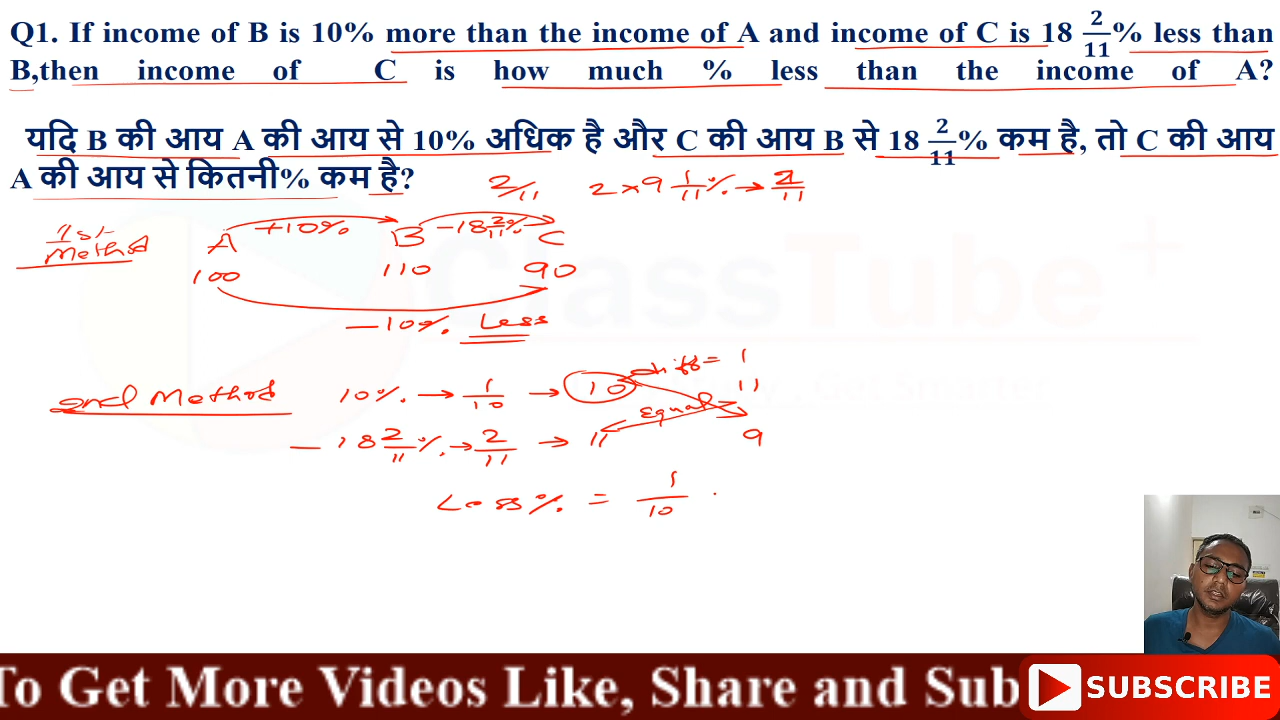 Q1. If income of B is 10% more than the income of A and income of C is 18 2/11% less than
B,then income of C is how much % less than the income of A?
यदि B की आय A की आय से 10% अधिक है और C की आय B से 18 2/11% कम है, तो C की आय
A की आय से कितनी% कम है?
2/11 2 × 9 1/11% → 2/11
1st Method
A +10% B -18 2/11% C
100 110 90
-10% Less
2nd Method 10% → 1/10 → 10 diff = 1
11
Equal
- 18 2/11% → 2/11 → 11 9
Less% = 1/10
ClassTube+
To Get More Videos Like, Share and Sub
SUBSCRIBE